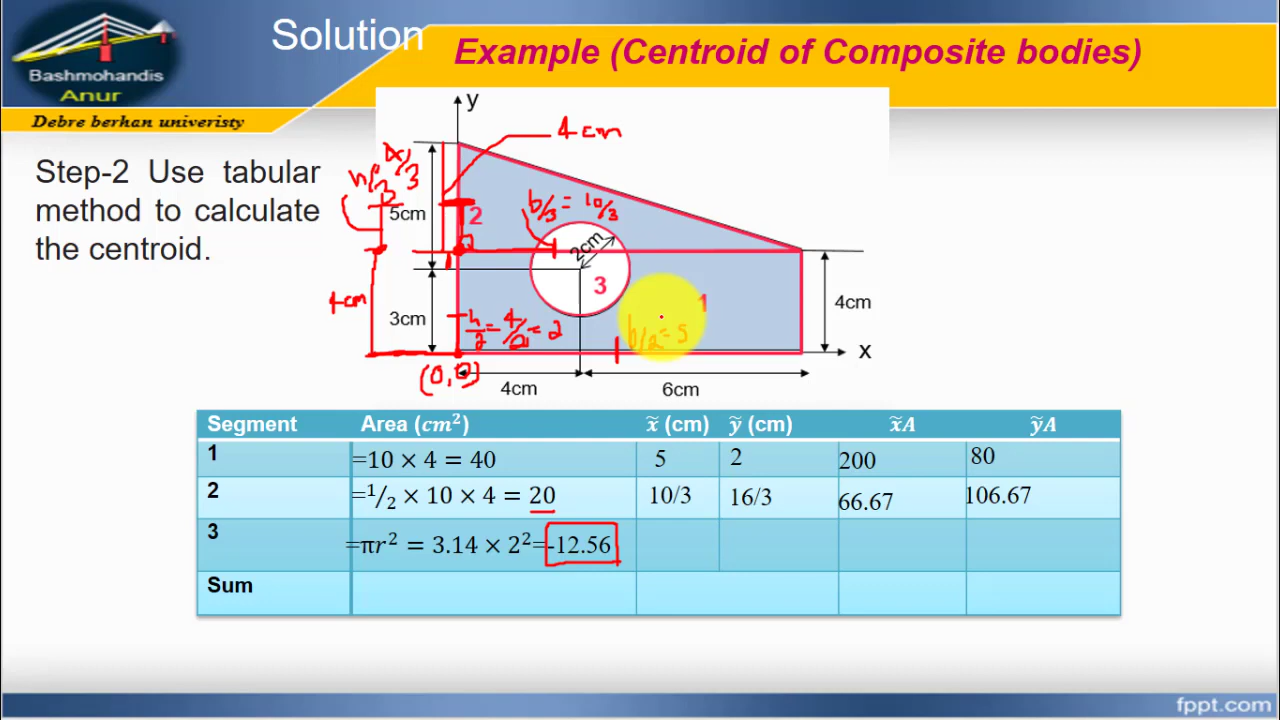 Solution
Example (Centroid of Composite bodies)
Bashmohandis
Anur
Debre berhan univeristy
Step-2 Use tabular
method to calculate
the centroid.
y
4cm
h/3 = 4/3
5cm
2
b/3 = 10/3
2cm
3
1
4cm
4cm
3cm
h/2 = 4/2 = 2
b/2 = 5
x
(0,0)
4cm
6cm
Segment Area (cm²) x̃ (cm) ỹ (cm) x̃A ỹA
1 =10 × 4 = 40 5 2 200 80
2 =1/2 × 10 × 4 = 20 10/3 16/3 66.67 106.67
3 =πr² = 3.14 × 2²=-12.56
Sum
fppt.com